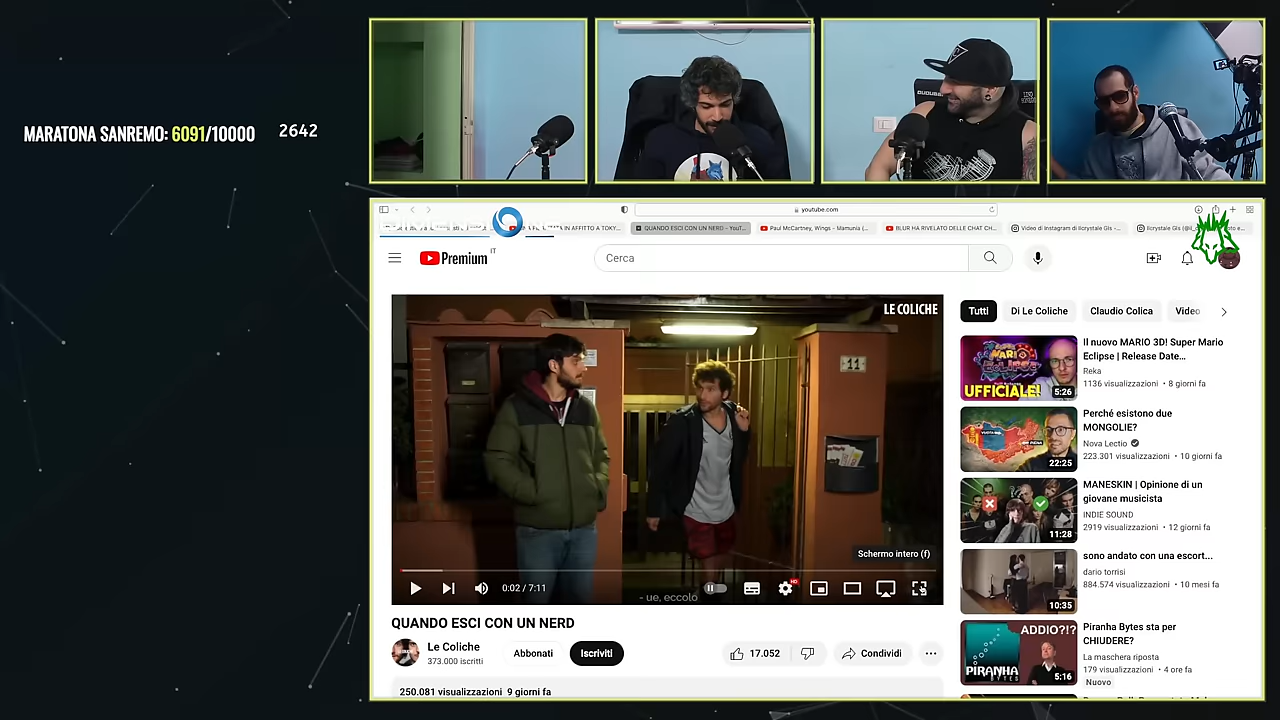 MARATONA SANREMO: 6091/10000
2642
youtube.com
QUANDO ESCI CON UN NERD - YouT...
Paul McCartney, Wings - Mamunia (...
BLUR HA RIVELATO DELLE CHAT CH...
Video di Instagram di Ilcrystale Gls -...
Premium IT
Cerca
LE COLICHE
11
Schermo intero (f)
0:02 / 7:11
HD
- ue, eccolo
QUANDO ESCI CON UN NERD
Le Coliche
373.000 iscritti
Abbonati
Iscriviti
17.052
Condividi
250.081 visualizzazioni 9 giorni fa
Tutti
Di Le Coliche
Claudio Colica
Video
MARIO
UFFICIALE!
5:26
Il nuovo MARIO 3D! Super Mario
Eclipse | Release Date...
Reka
1136 visualizzazioni • 8 giorni fa
22:25
Perché esistono due
MONGOLIE?
Nova Lectio
223.301 visualizzazioni • 10 giorni fa
11:28
MANESKIN | Opinione di un
giovane musicista
INDIE SOUND
2919 visualizzazioni • 12 giorni fa
10:35
sono andato con una escort...
dario torrisi
884.574 visualizzazioni • 10 mesi fa
ADDIO?!?
PIRANHA
BYTES
5:16
Piranha Bytes sta per
CHIUDERE?
La maschera riposta
179 visualizzazioni • 4 ore fa
Nuovo